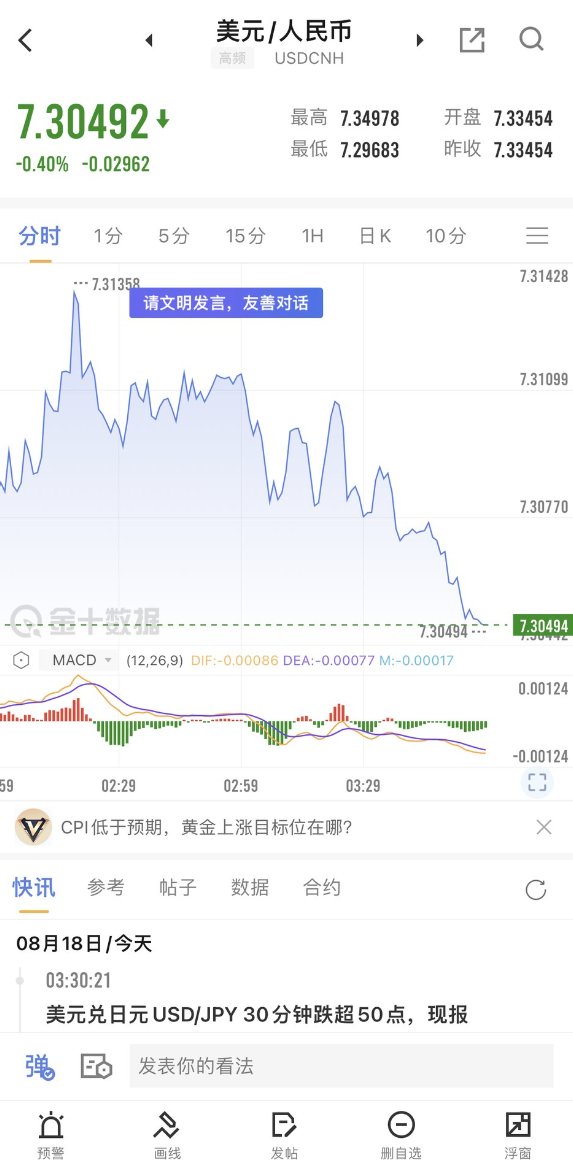 美元/人民币
高频 USDCNH
7.30492
最高 7.34978 开盘 7.33454
-0.40% -0.02962 最低 7.29683 昨收 7.33454
分时 1分 5分 15分 1H 日K 10分
7.31428
7.31358
请文明发言，友善对话
7.31099
7.30770
金十数据
7.30494
7.30494
7.30442
MACD (12,26,9) DIF:-0.00086 DEA:-0.00077 M:-0.00017
0.00124
-0.00124
59 02:29 02:59 03:29
CPI低于预期，黄金上涨目标位在哪？
快讯 参考 帖子 数据 合约
08月18日/今天
03:30:21
美元兑日元USD/JPY 30分钟跌超50点，现报
弹 发表你的看法
预警 画线 发帖 删自选 浮窗